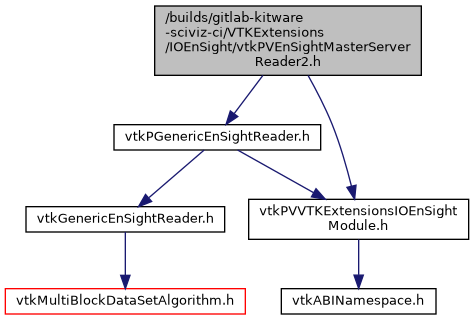 /builds/gitlab-kitware
-sciviz-ci/VTKExtensions
/IOEnSight/vtkPVEnSightMasterServer
Reader2.h
vtkPGenericEnSightReader.h
vtkGenericEnSightReader.h
vtkPVVTKExtensionsIOEnSight
Module.h
vtkMultiBlockDataSetAlgorithm.h
vtkABINamespace.h